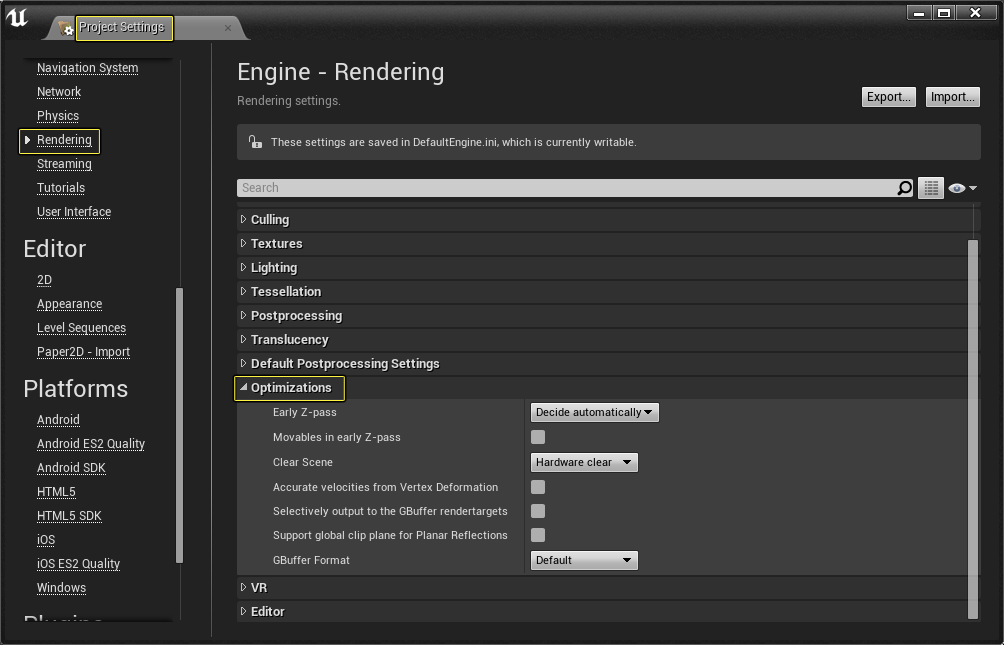 Project Settings
Navigation System
Network
Physics
Rendering
Streaming
Tutorials
User Interface
Editor
2D
Appearance
Level Sequences
Paper2D - Import
Platforms
Android
Android ES2 Quality
Android SDK
HTML5
HTML5 SDK
iOS
iOS ES2 Quality
Windows
Plugins
Engine - Rendering
Rendering settings.
Export...
Import...
These settings are saved in DefaultEngine.ini, which is currently writable.
Search
Culling
Textures
Lighting
Tessellation
Postprocessing
Translucency
Default Postprocessing Settings
Optimizations
Early Z-pass Decide automatically
Movables in early Z-pass
Clear Scene Hardware clear
Accurate velocities from Vertex Deformation
Selectively output to the GBuffer rendertargets
Support global clip plane for Planar Reflections
GBuffer Format Default
VR
Editor